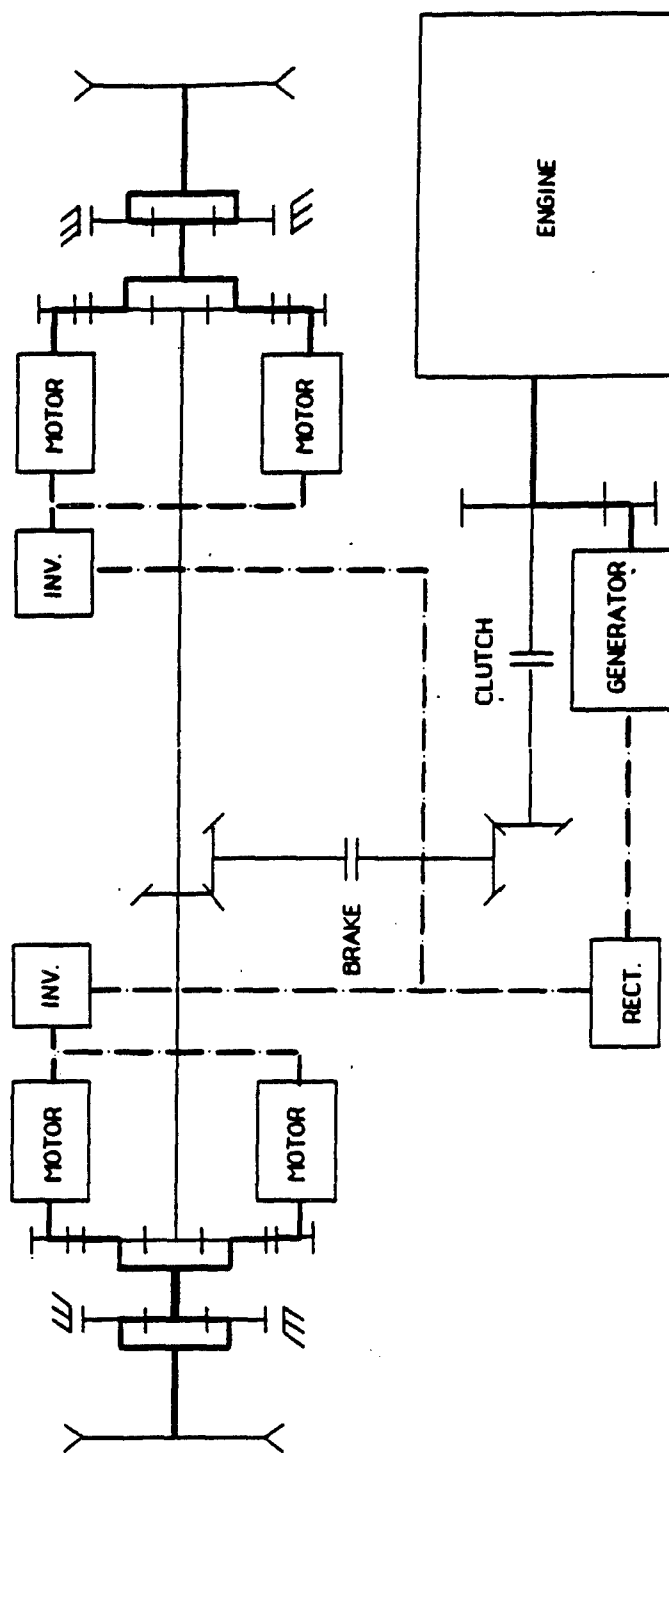 MOTOR
INV.
INV.
MOTOR
MOTOR
MOTOR
BRAKE
CLUTCH
RECT.
GENERATOR
ENGINE